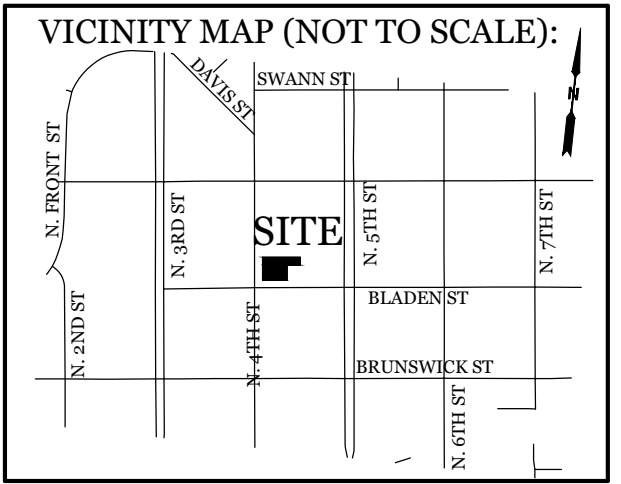 VICINITY MAP (NOT TO SCALE):
DAVIS ST
SWANN ST
N
N. FRONT ST
N. 3RD ST
SITE
N. 5TH ST
N. 7TH ST
N. 2ND ST
N. 4TH ST
BLADEN ST
BRUNSWICK ST
N. 6TH ST